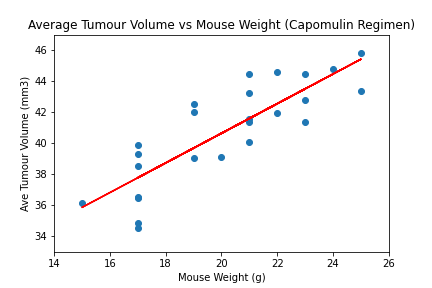 Average Tumour Volume vs Mouse Weight (Capomulin Regimen)
46
44
42
40
38
36
34
Ave Tumour Volume (mm3)
14 16 18 20 22 24 26
Mouse Weight (g)